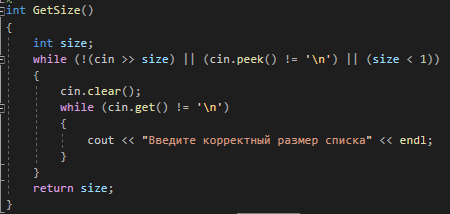 int GetSize()
{
int size;
while (!(cin >> size) || (cin.peek() != '\n') || (size < 1))
{
cin.clear();
while (cin.get() != '\n')
{
cout << "Введите корректный размер списка" << endl;
}
}
return size;
}